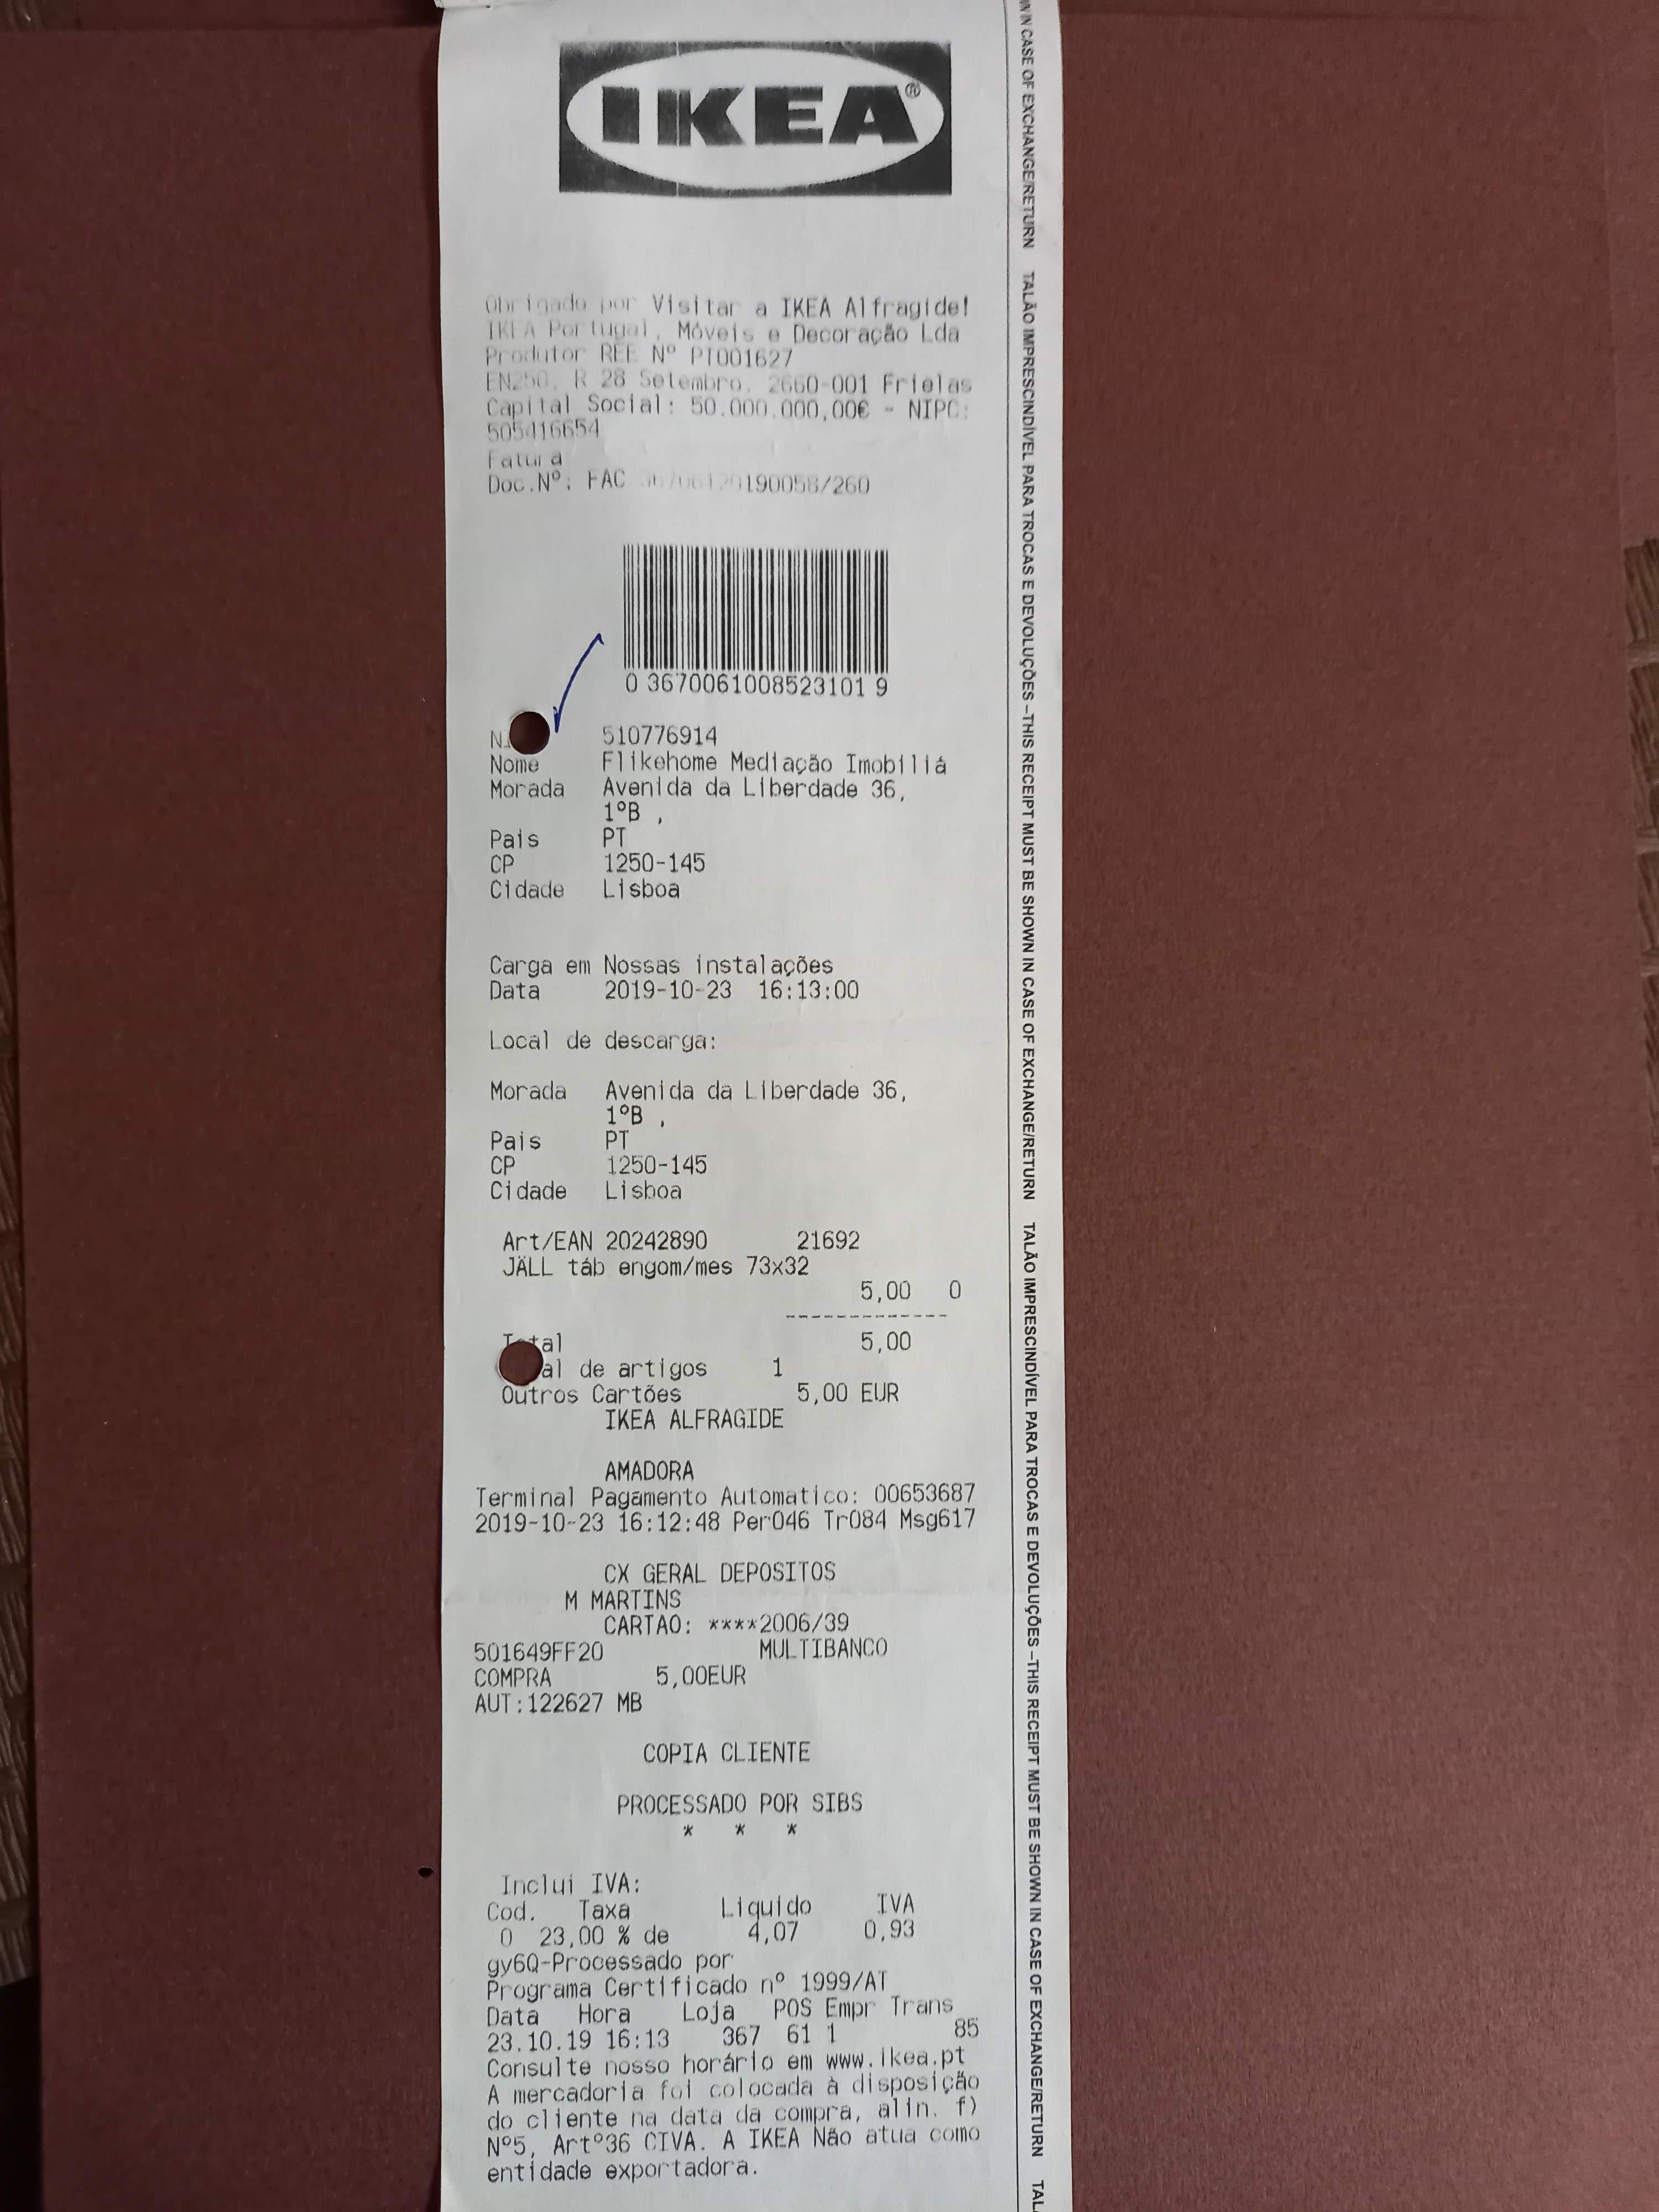 IKEA®
Obrigado por Visitar a IKEA Alfragide!
IKEA Portugal, Móveis e Decoração Lda
Produtor REE Nº PT001627
EN250, R 28 Setembro, 2660-001 Frielas
Capital Social: 50.000.000,00€ - NIPC:
505416654
Fatura
Doc.Nº: FAC
0 3670061008523101 9
510776914
Nome Flikehome Mediação Imobiliá
Morada Avenida da Liberdade 36,
1ºB ,
Pais PT
CP 1250-145
Cidade Lisboa
Carga em Nossas instalações
Data 2019-10-23 16:13:00
Local de descarga:
Morada Avenida da Liberdade 36,
1ºB ,
Pais PT
CP 1250-145
Cidade Lisboa
Art/EAN 20242890 21692
JÄLL táb engom/mes 73x32
5,00 0
-------------
Total 5,00
al de artigos 1
Outros Cartões 5,00 EUR
IKEA ALFRAGIDE
AMADORA
Terminal Pagamento Automatico: 00653687
2019-10-23 16:12:48 Per046 Tr084 Msg617
CX GERAL DEPOSITOS
M MARTINS
CARTAO: ****2006/39
501649FF20 MULTIBANCO
COMPRA 5,00EUR
AUT:122627 MB
COPIA CLIENTE
PROCESSADO POR SIBS
* * *
Inclui IVA:
Cod. Taxa Liquido IVA
0 23,00 % de 4,07 0,93
gy6Q-Processado por
Programa Certificado nº 1999/AT
Data Hora Loja POS Empr Trans
23.10.19 16:13 367 61 1 85
Consulte nosso horário em www.ikea.pt
A mercadoria foi colocada à disposição
do cliente na data da compra, alin. f)
Nº5, Artº36 CIVA. A IKEA Não atua como
entidade exportadora.
IN CASE OF EXCHANGE/RETURN TALÃO IMPRESCINDÍVEL PARA TROCAS E DEVOLUÇÕES –THIS RECEIPT MUST BE SHOWN IN CASE OF EXCHANGE/RETURN TALÃO IMPRESCINDÍVEL PARA TROCAS E DEVOLUÇÕES –THIS RECEIPT MUST BE SHOWN IN CASE OF EXCHANGE/RETURN TAL